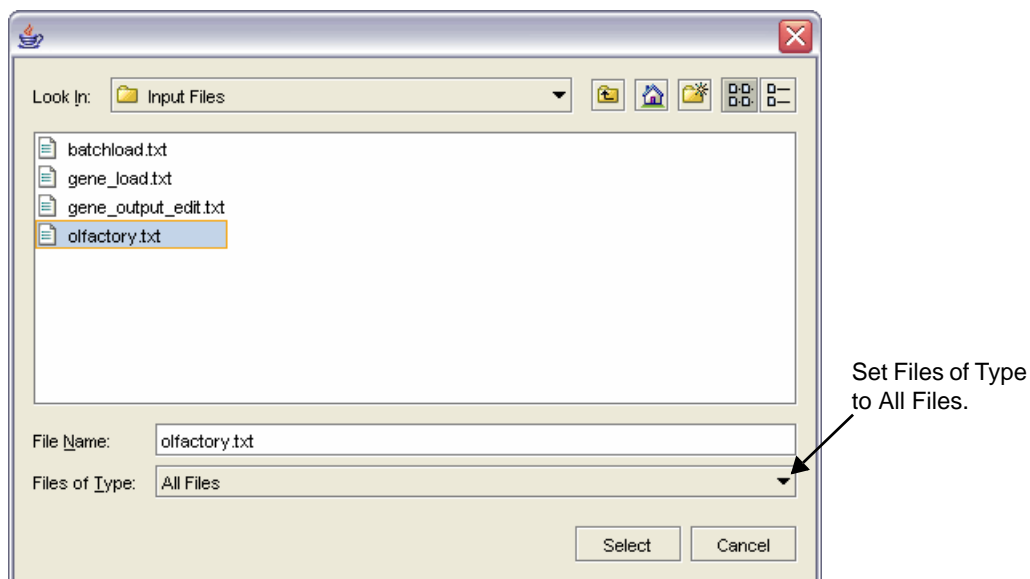 Look In: Input Files
batchload.txt
gene_load.txt
gene_output_edit.txt
olfactory.txt
Set Files of Type
to All Files.
File Name: olfactory.txt
Files of Type: All Files
Select Cancel